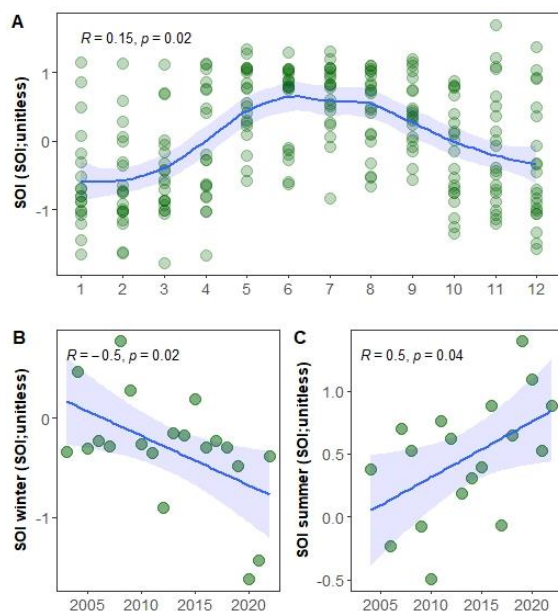 A
R = 0.15, p = 0.02
SOI (SOI;unitless)
1
0
-1
1 2 3 4 5 6 7 8 9 10 11 12
B
R = −0.5, p = 0.02
SOI winter (SOI;unitless)
0
-1
2005 2010 2015 2020
C
R = 0.5, p = 0.04
SOI summer (SOI;unitless)
1.0
0.5
0.0
-0.5
2005 2010 2015 2020